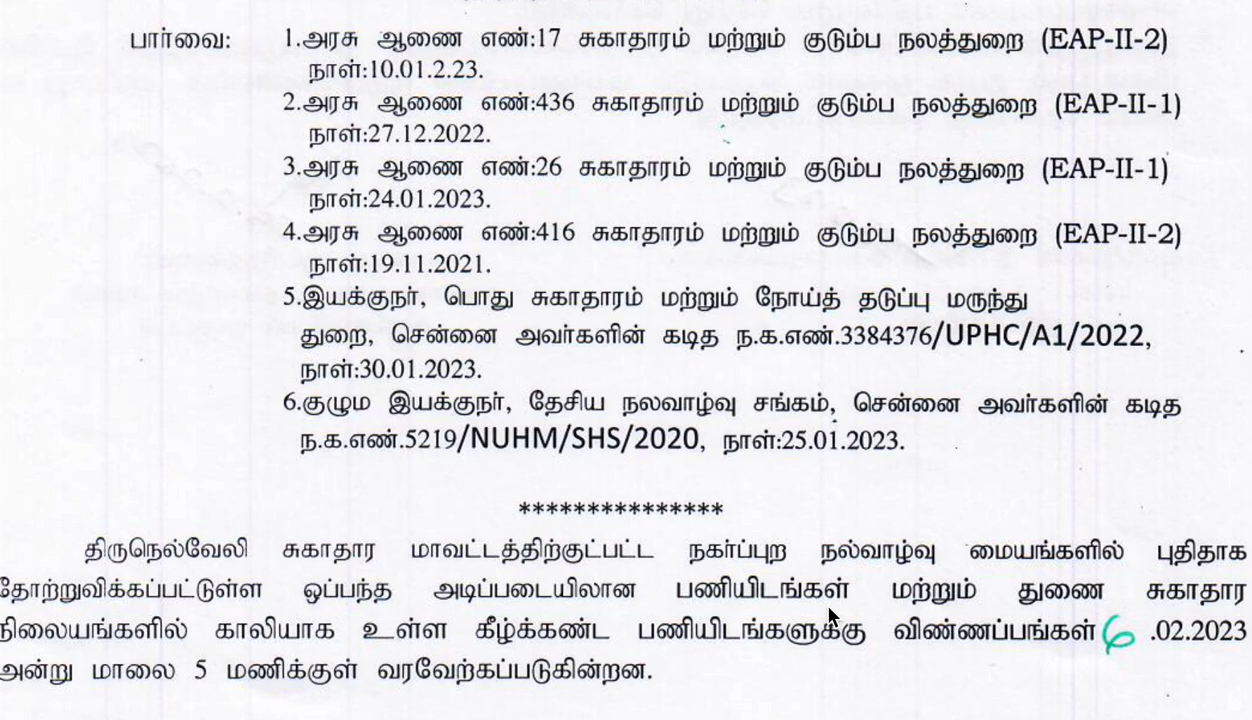 பார்வை: 1.அரசு ஆணை எண்:17 சுகாதாரம் மற்றும் குடும்ப நலத்துறை (EAP-II-2)
நாள்:10.01.2.23.
2.அரசு ஆணை எண்:436 சுகாதாரம் மற்றும் குடும்ப நலத்துறை (EAP-II-1)
நாள்:27.12.2022.
3.அரசு ஆணை எண்:26 சுகாதாரம் மற்றும் குடும்ப நலத்துறை (EAP-II-1)
நாள்:24.01.2023.
4.அரசு ஆணை எண்:416 சுகாதாரம் மற்றும் குடும்ப நலத்துறை (EAP-II-2)
நாள்:19.11.2021.
5.இயக்குநர், பொது சுகாதாரம் மற்றும் நோய்த் தடுப்பு மருந்து
துறை, சென்னை அவர்களின் கடித ந.க.எண்.3384376/UPHC/A1/2022,
நாள்:30.01.2023.
6.குழும இயக்குநர், தேசிய நலவாழ்வு சங்கம், சென்னை அவர்களின் கடித
ந.க.எண்.5219/NUHM/SHS/2020, நாள்:25.01.2023.
***************
திருநெல்வேலி சுகாதார மாவட்டத்திற்குட்பட்ட நகர்ப்புற நல்வாழ்வு மையங்களில் புதிதாக
தோற்றுவிக்கப்பட்டுள்ள ஒப்பந்த அடிப்படையிலான பணியிடங்கள் மற்றும் துணை சுகாதார
நிலையங்களில் காலியாக உள்ள கீழ்க்கண்ட பணியிடங்களுக்கு விண்ணப்பங்கள் 6 .02.2023
அன்று மாலை 5 மணிக்குள் வரவேற்கப்படுகின்றன.